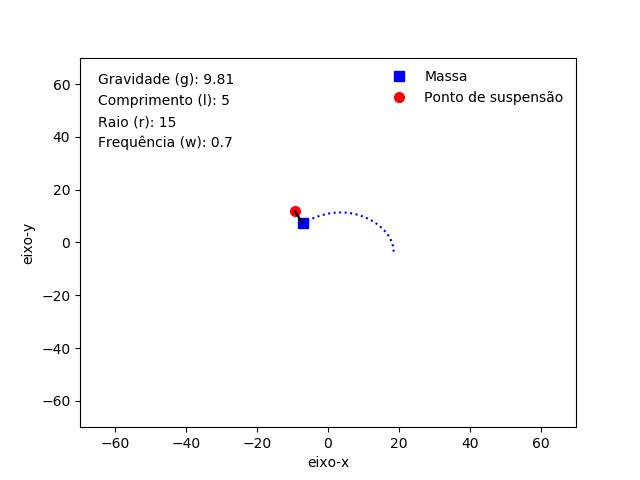 Gravidade (g): 9.81
Comprimento (l): 5
Raio (r): 15
Frequência (w): 0.7
Massa
Ponto de suspensão
60
40
20
0
−20
−40
−60
eixo-y
−60
−40
−20
0
20
40
60
eixo-x